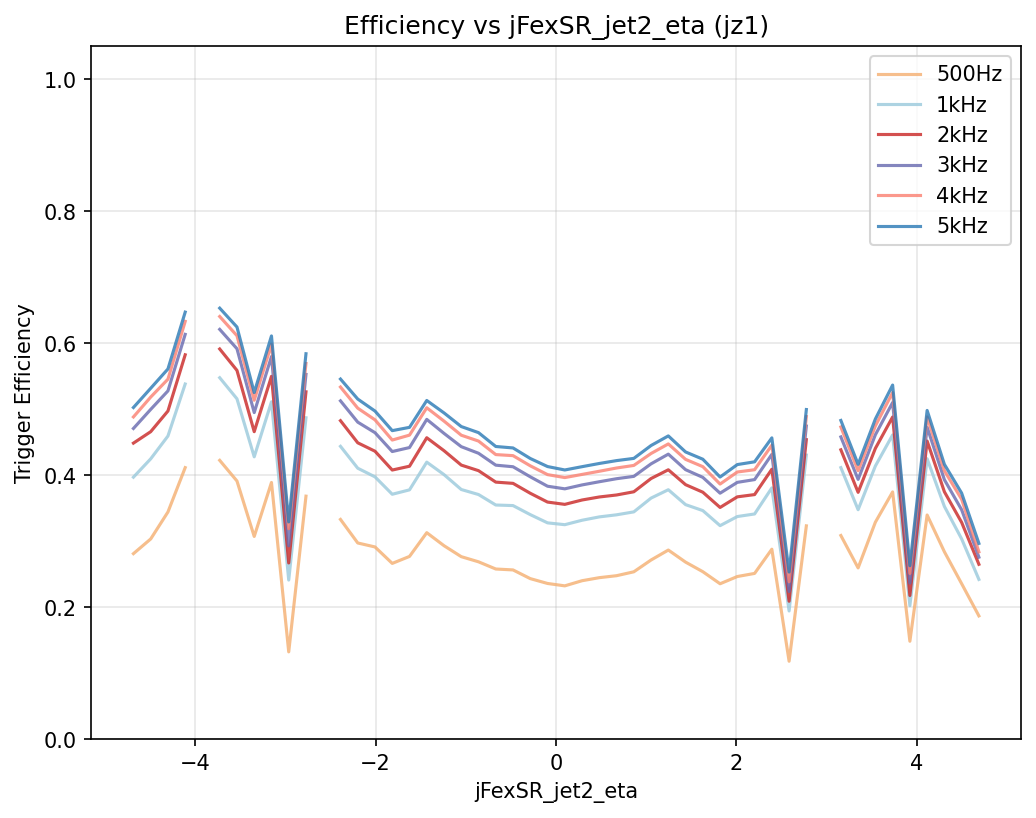 Efficiency vs jFexSR_jet2_eta (jz1)
500Hz
1kHz
2kHz
3kHz
4kHz
5kHz
Trigger Efficiency
1.0
0.8
0.6
0.4
0.2
0.0
−4
−2
0
2
4
jFexSR_jet2_eta